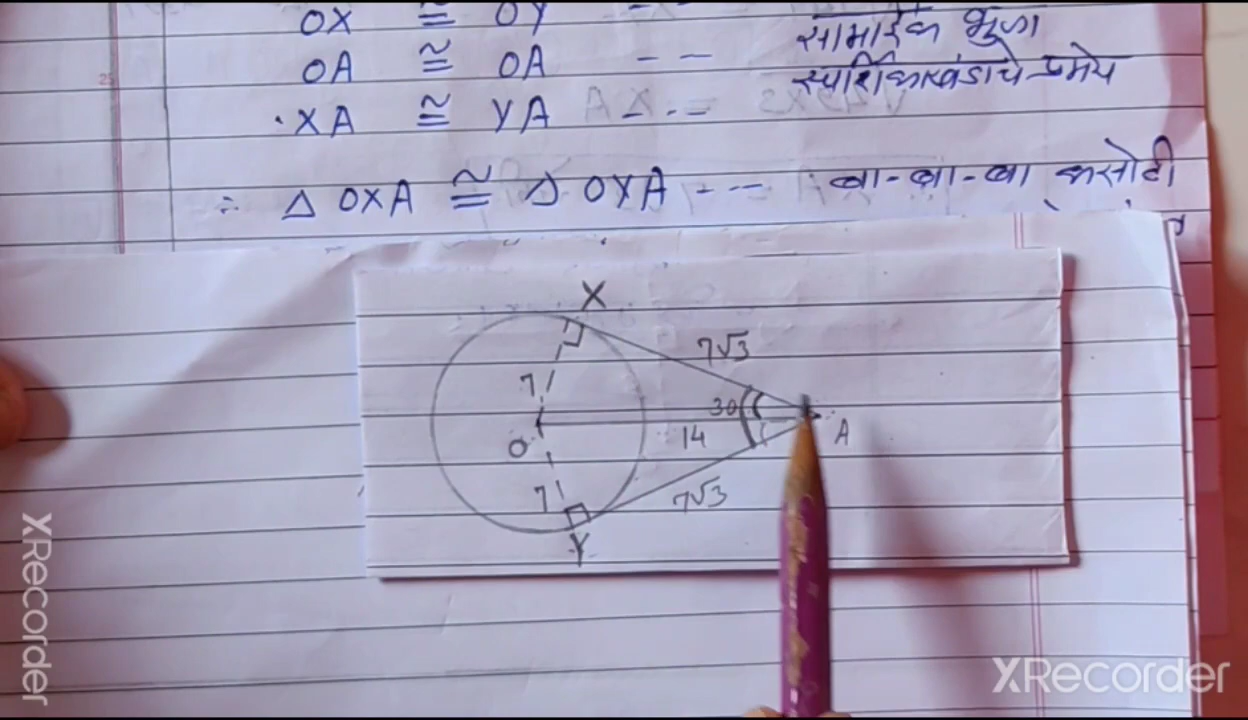 OX ≅ OY --
OA ≅ OA -- सामाईक भुजा
XA ≅ YA --- स्पर्शिकाखंडाचे प्रमेय
∴ Δ OXA ≅ Δ OYA --- बा-बा-बा कसोटी
X
7√3
7
30
A
O
14
7
7√3
Y
XRecorder
XRecorder